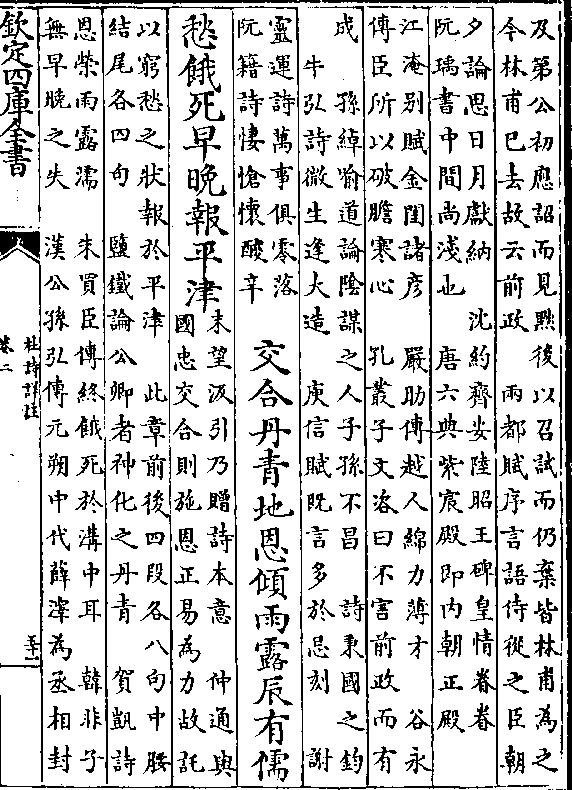 及第公初應詔而見黜後以召試而仍棄皆林甫為之
今林甫已去故云前政　兩都賦序言語侍從之臣朝
夕論思日月獻納　沈約齊安陸昭王碑皇情眷眷
阮瑀書中間尚淺也　唐六典紫宸殿即内朝正殿
江淹別賦金閨諸彦　嚴助傳越人綿力薄才　谷永
傳臣所以破膽寒心　孔叢子文咨曰不害前政而有
成　孫綽喻道論陰謀之人子孫不昌　詩秉國之鈞
牛弘詩微生逢大造　庾信賦既言多於忌刻　謝
靈運詩萬事俱零落
阮籍詩悽愴懷酸辛
交合丹青地恩傾雨露辰有儒
愁餓死早晚報平津
末望汲引乃贈詩本意　仲通與
國忠交合則施恩正易為力故託
以窮愁之狀報於平津　此章前後四段各八句中腰
結尾各四句　鹽鐵論公卿者神化之丹青　賀凱詩
恩榮雨露濡　朱買臣傳終餓死於溝中耳　韓非子
無早晚之失　漢公孫弘傳元朔中代薛澤為丞相封
欽定四庫全書
杜詩詳註
卷二